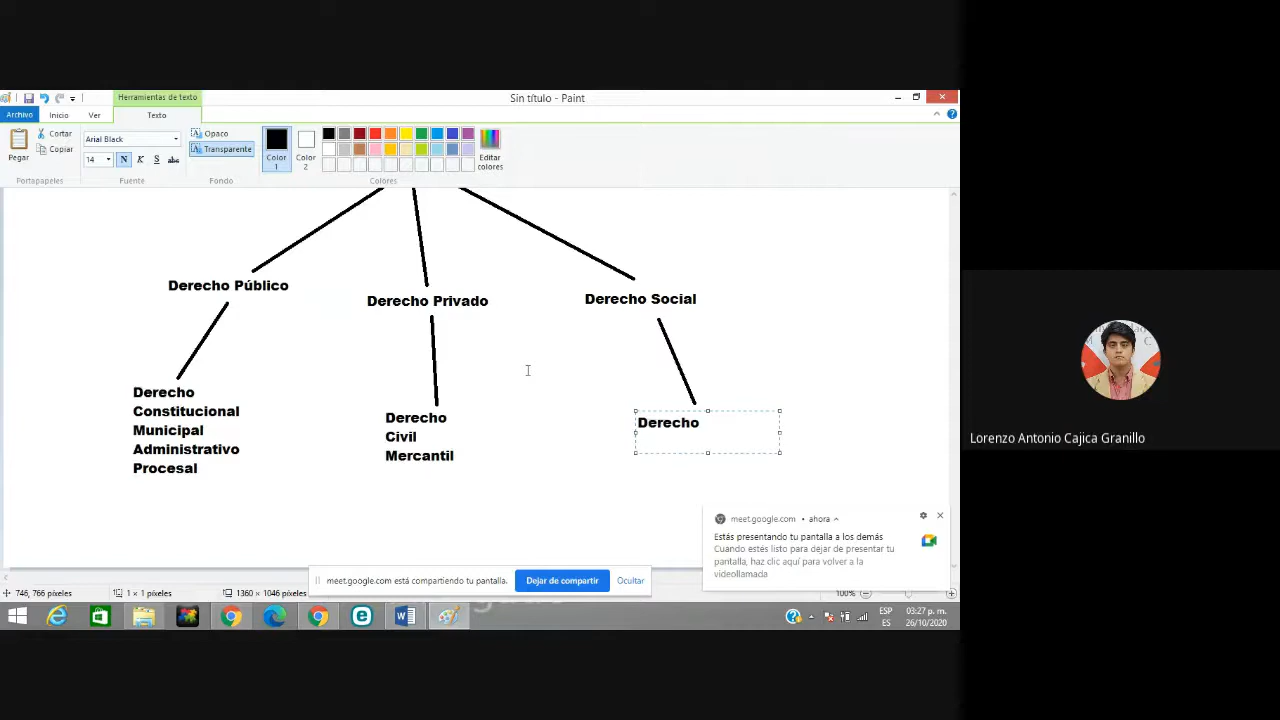 Herramientas de texto
Sin título - Paint
Archivo
Inicio
Ver
Texto
Pegar
Cortar
Copiar
Portapapeles
Arial Black
14
N K S abc
Fuente
Opaco
Transparente
Fondo
Color 1
Color 2
Editar colores
Colores
Derecho Público
Derecho Privado
Derecho Social
Derecho
Constitucional
Municipal
Administrativo
Procesal
Derecho
Civil
Mercantil
Derecho
meet.google.com • ahora
Estás presentando tu pantalla a los demás
Cuando estés listo para dejar de presentar tu
pantalla, haz clic aquí para volver a la
videollamada
meet.google.com está compartiendo tu pantalla.
Dejar de compartir
Ocultar
746, 766 píxeles
1 × 1 píxeles
1360 × 1046 píxeles
100%
ESP
ES
03:27 p. m.
26/10/2020
Lorenzo Antonio Cajica Granillo